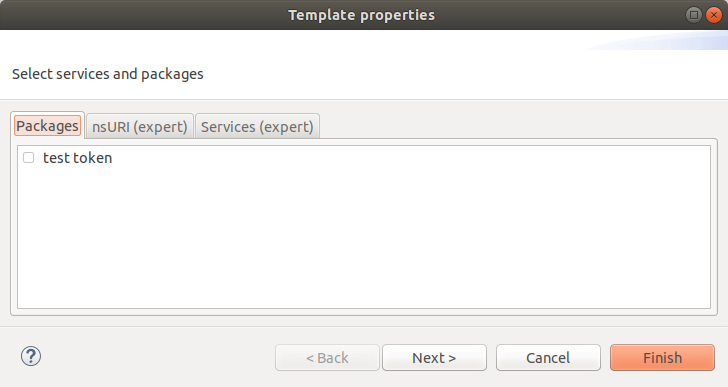 Template properties
Select services and packages
Packages nsURI (expert) Services (expert)
test token
? < Back Next > Cancel Finish